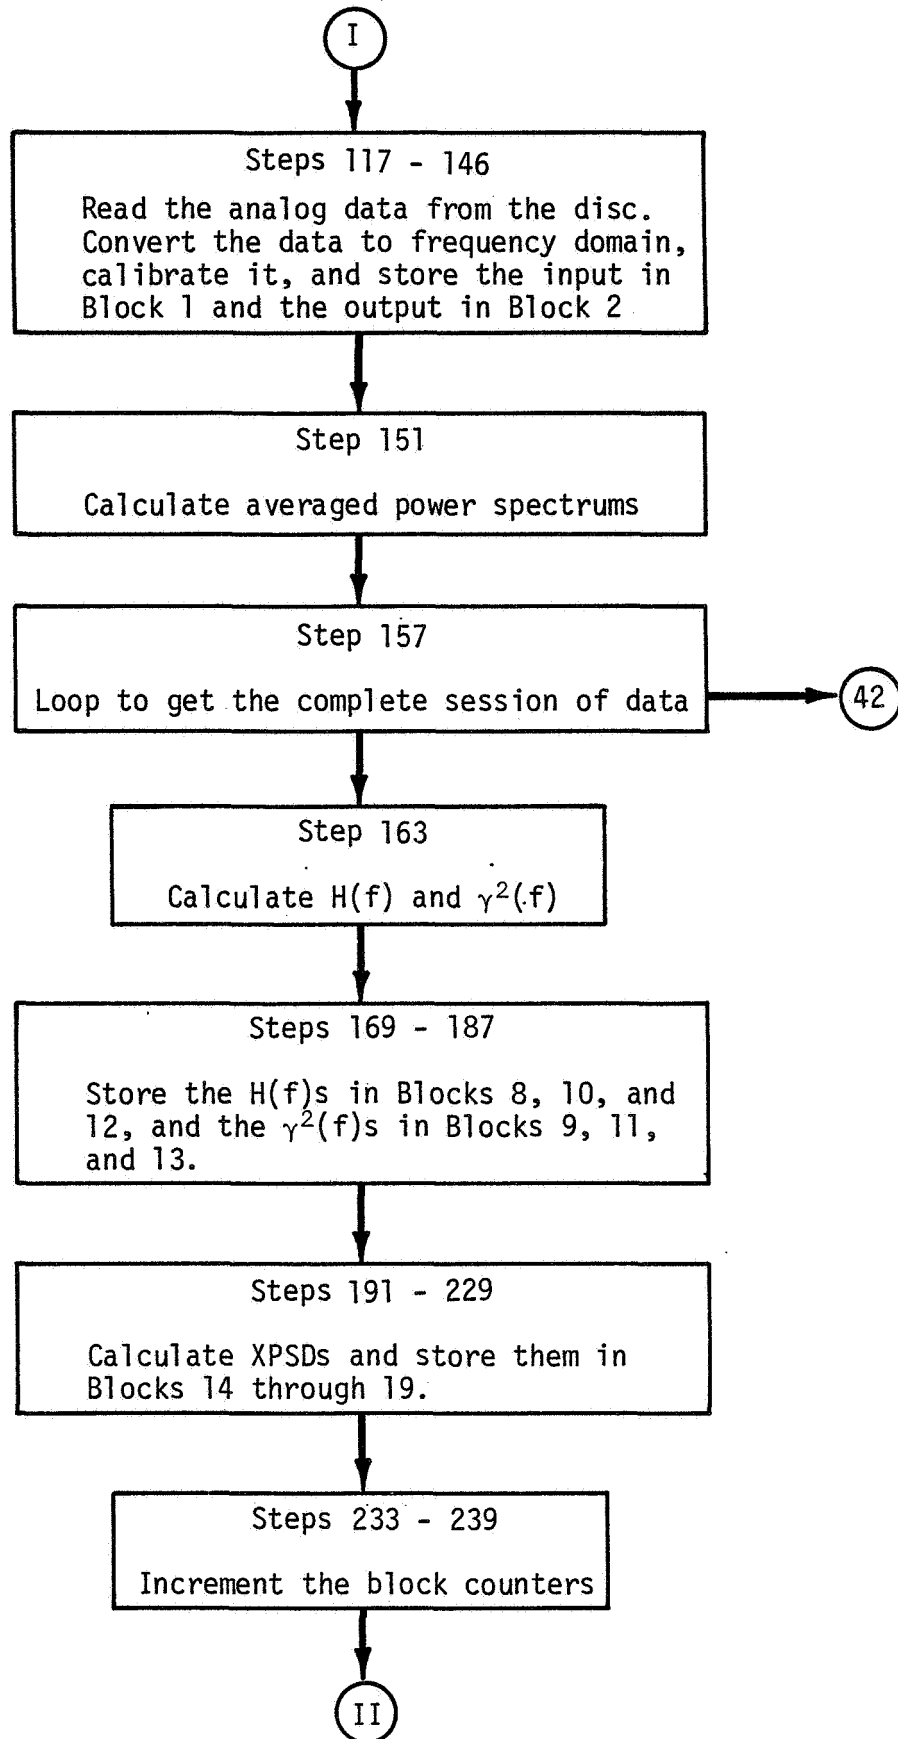 I
Steps 117 - 146
Read the analog data from the disc.
Convert the data to frequency domain,
calibrate it, and store the input in
Block 1 and the output in Block 2
Step 151
Calculate averaged power spectrums
Step 157
Loop to get the complete session of data
42
Step 163
Calculate H(f) and γ²(f)
Steps 169 - 187
Store the H(f)s in Blocks 8, 10, and
12, and the γ²(f)s in Blocks 9, 11,
and 13.
Steps 191 - 229
Calculate XPSDs and store them in
Blocks 14 through 19.
Steps 233 - 239
Increment the block counters
II